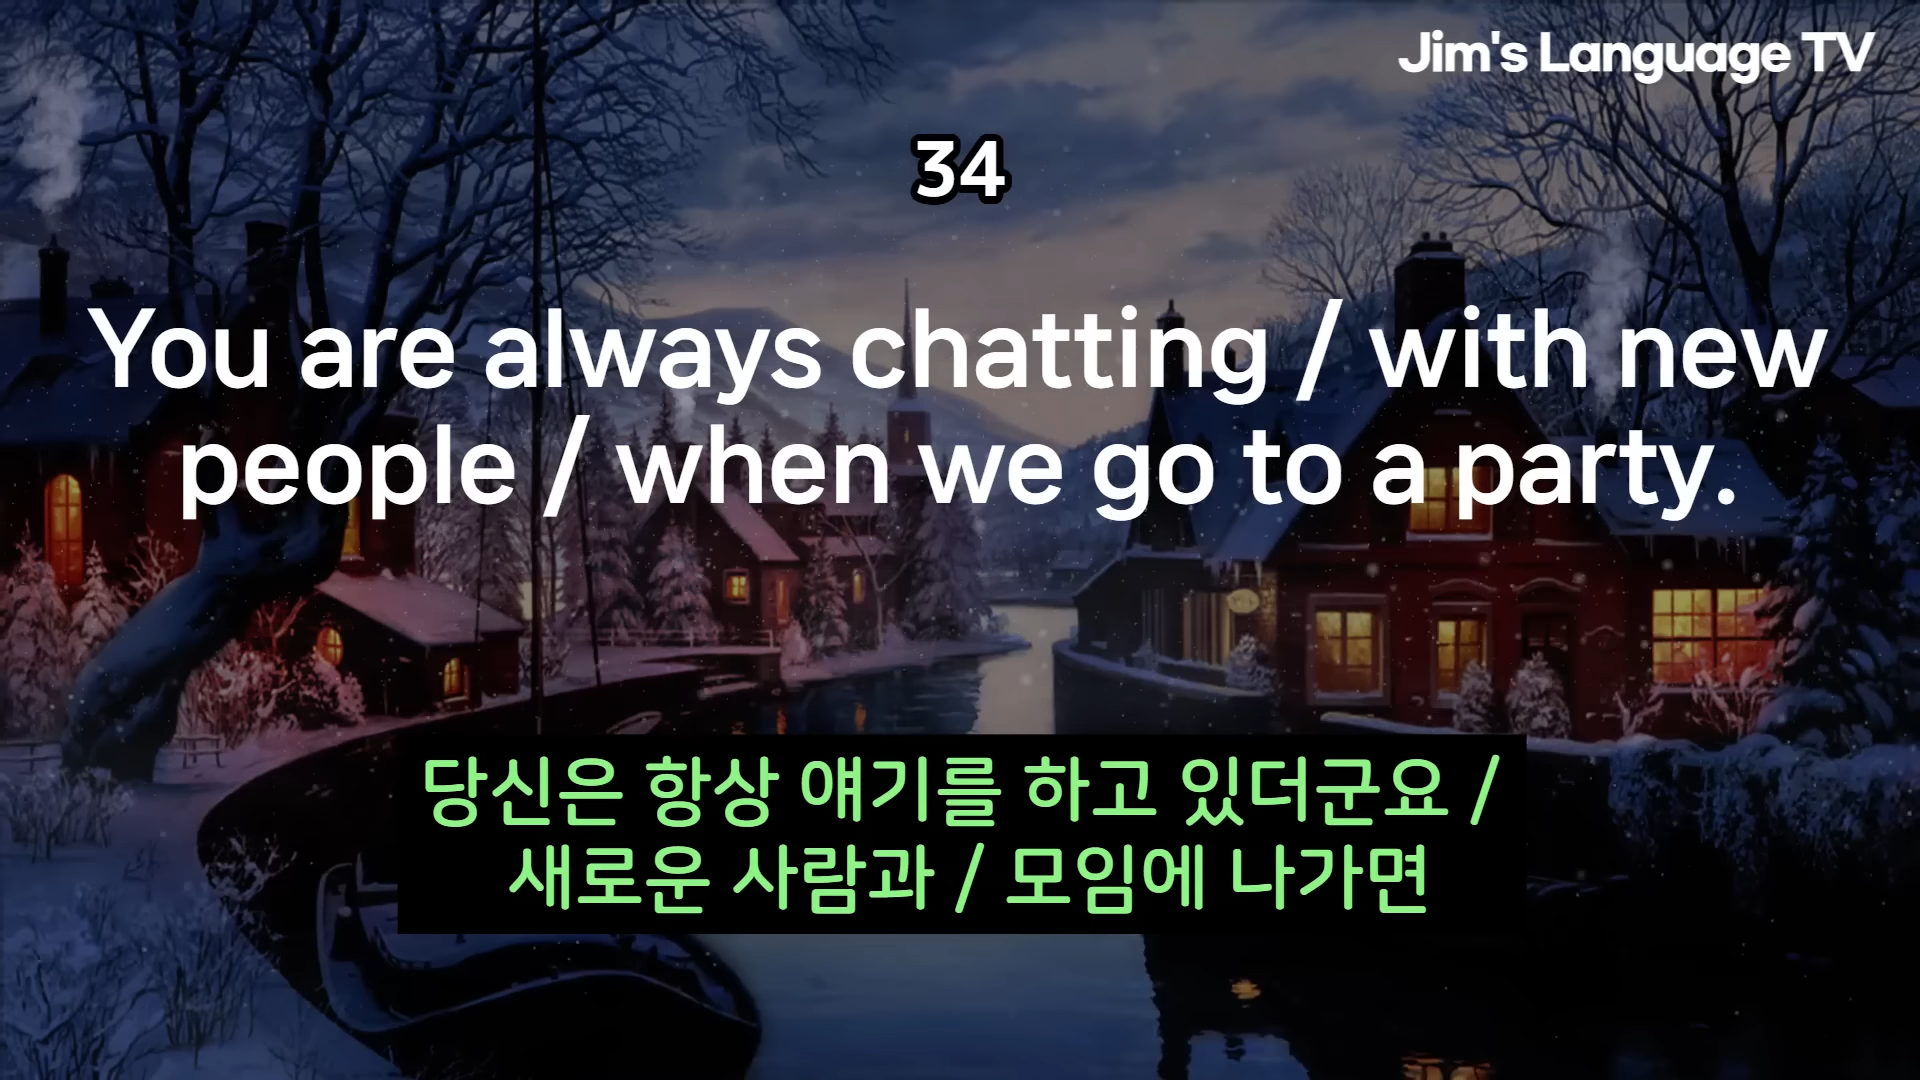 Jim's Language TV
34
You are always chatting / with new
people / when we go to a party.
당신은 항상 얘기를 하고 있더군요 /
새로운 사람과 / 모임에 나가면